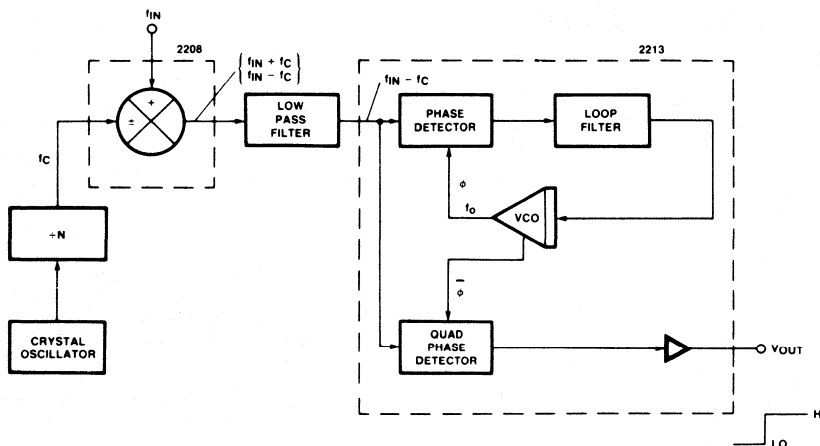 fIN
2208
2213
fIN + fC
fIN − fC
fIN − fC
+
±
LOW
PASS
FILTER
PHASE
DETECTOR
LOOP
FILTER
fC
ϕ
fo
VCO
÷N
ϕ̅
CRYSTAL
OSCILLATOR
QUAD
PHASE
DETECTOR
VOUT
H
LO